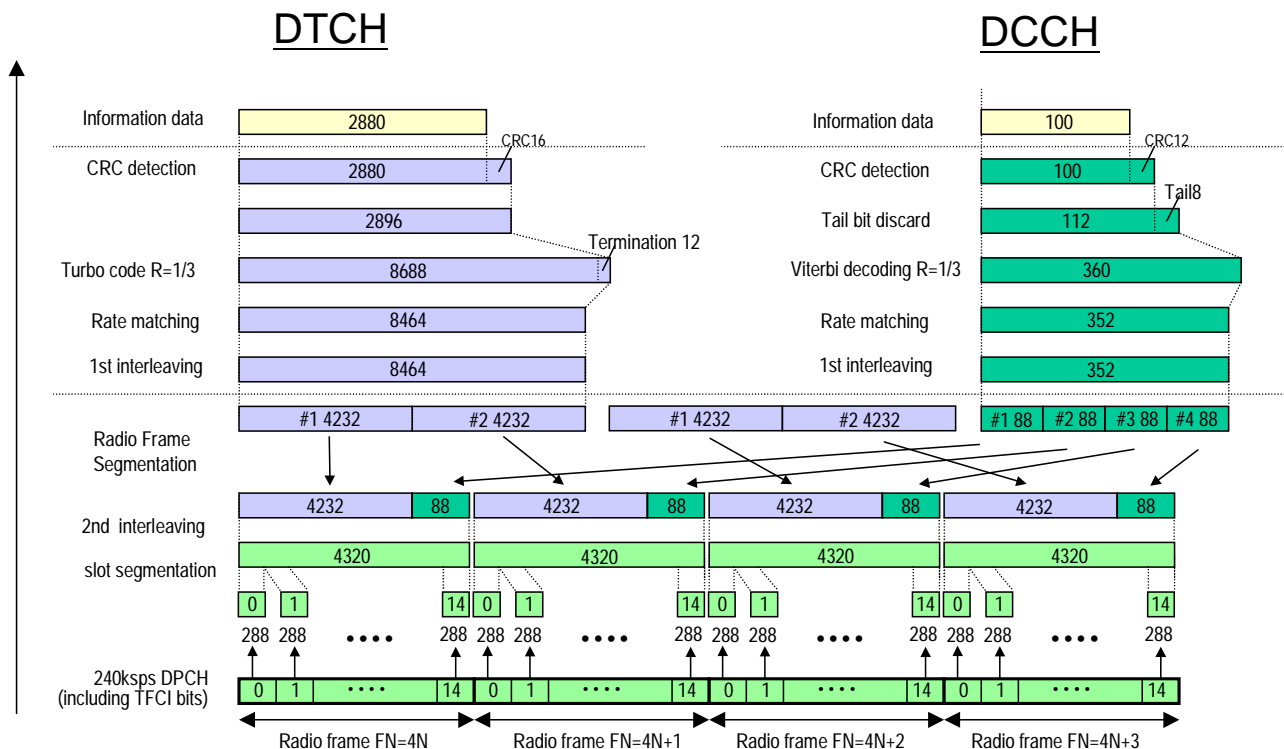 DTCH DCCH
Information data 2880 Information data 100
CRC16 CRC12
CRC detection 2880 CRC detection 100
Tail8
2896 Tail bit discard 112
Termination 12
Turbo code R=1/3 8688 Viterbi decoding R=1/3 360
Rate matching 8464 Rate matching 352
1st interleaving 8464 1st interleaving 352
#1 4232 #2 4232 #1 4232 #2 4232 #1 88 #2 88 #3 88 #4 88
Radio Frame
Segmentation
4232 88 4232 88 4232 88 4232 88
2nd interleaving
4320 4320 4320 4320
slot segmentation
0 1 14 0 1 14 0 1 14 0 1 14
288 288 •••• 288 288 288 •••• 288 288 288 •••• 288 288 288 •••• 288
240ksps DPCH
(including TFCI bits)
0 1 •••• 14 0 1 •••• 14 0 1 •••• 14 0 1 •••• 14
Radio frame FN=4N Radio frame FN=4N+1 Radio frame FN=4N+2 Radio frame FN=4N+3